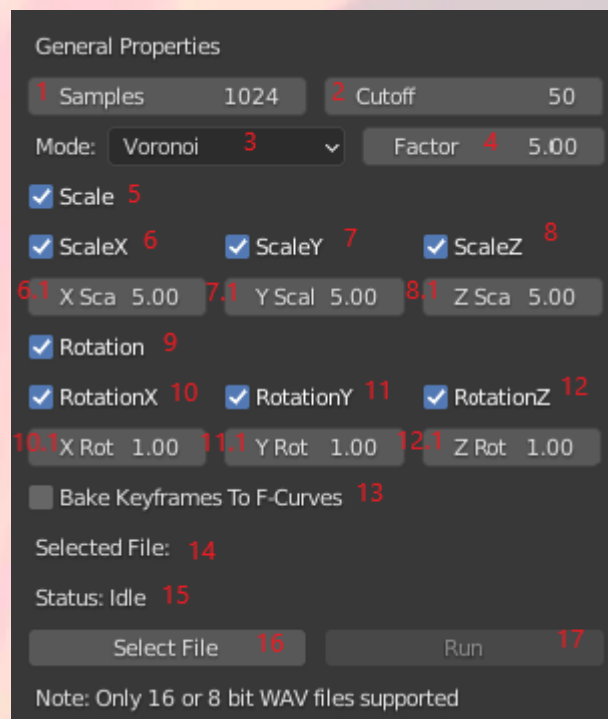 General Properties
1 Samples 1024 2 Cutoff 50
Mode: Voronoi 3 Factor 4 5.00
Scale 5
ScaleX 6 ScaleY 7 ScaleZ 8
6.1 X Sca 5.00 7.1 Y Scal 5.00 8.1 Z Sca 5.00
Rotation 9
RotationX 10 RotationY 11 RotationZ 12
10.1 X Rot 1.00 11.1 Y Rot 1.00 12.1 Z Rot 1.00
Bake Keyframes To F-Curves 13
Selected File: 14
Status: Idle 15
Select File 16 Run 17
Note: Only 16 or 8 bit WAV files supported